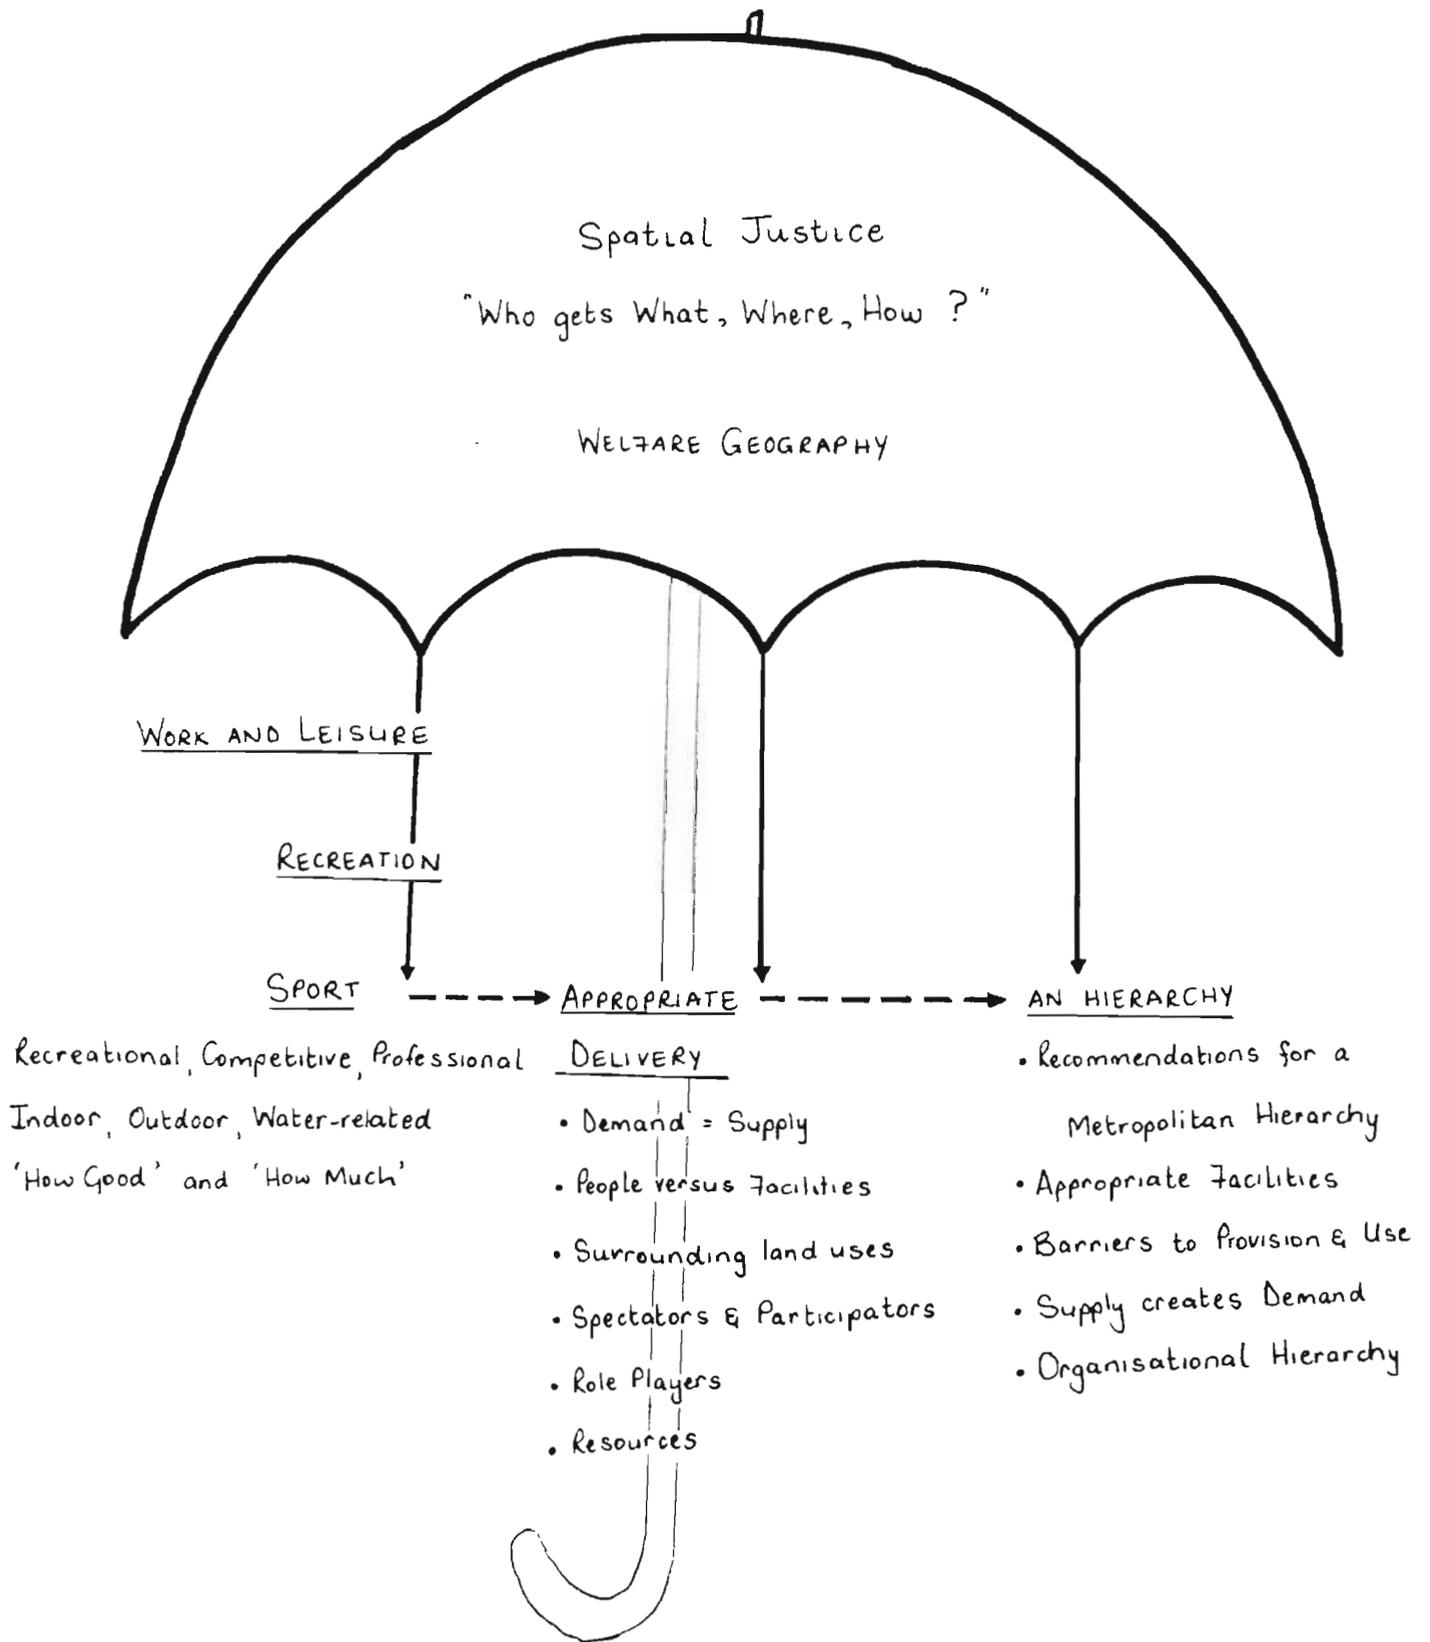 Spatial Justice
"Who gets What, Where, How ?"
WELFARE GEOGRAPHY
WORK AND LEISURE
RECREATION
SPORT
Recreational, Competitive, Professional
Indoor, Outdoor, Water-related
'How Good' and 'How Much'
APPROPRIATE
DELIVERY
• Demand = Supply
• People versus Facilities
• Surrounding land uses
• Spectators & Participators
• Role Players
• Resources
AN HIERARCHY
• Recommendations for a
Metropolitan Hierarchy
• Appropriate Facilities
• Barriers to Provision & Use
• Supply creates Demand
• Organisational Hierarchy